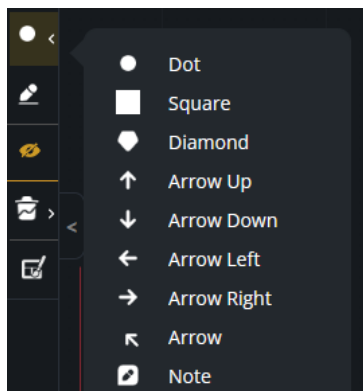 Dot
Square
Diamond
Arrow Up
Arrow Down
Arrow Left
Arrow Right
Arrow
Note